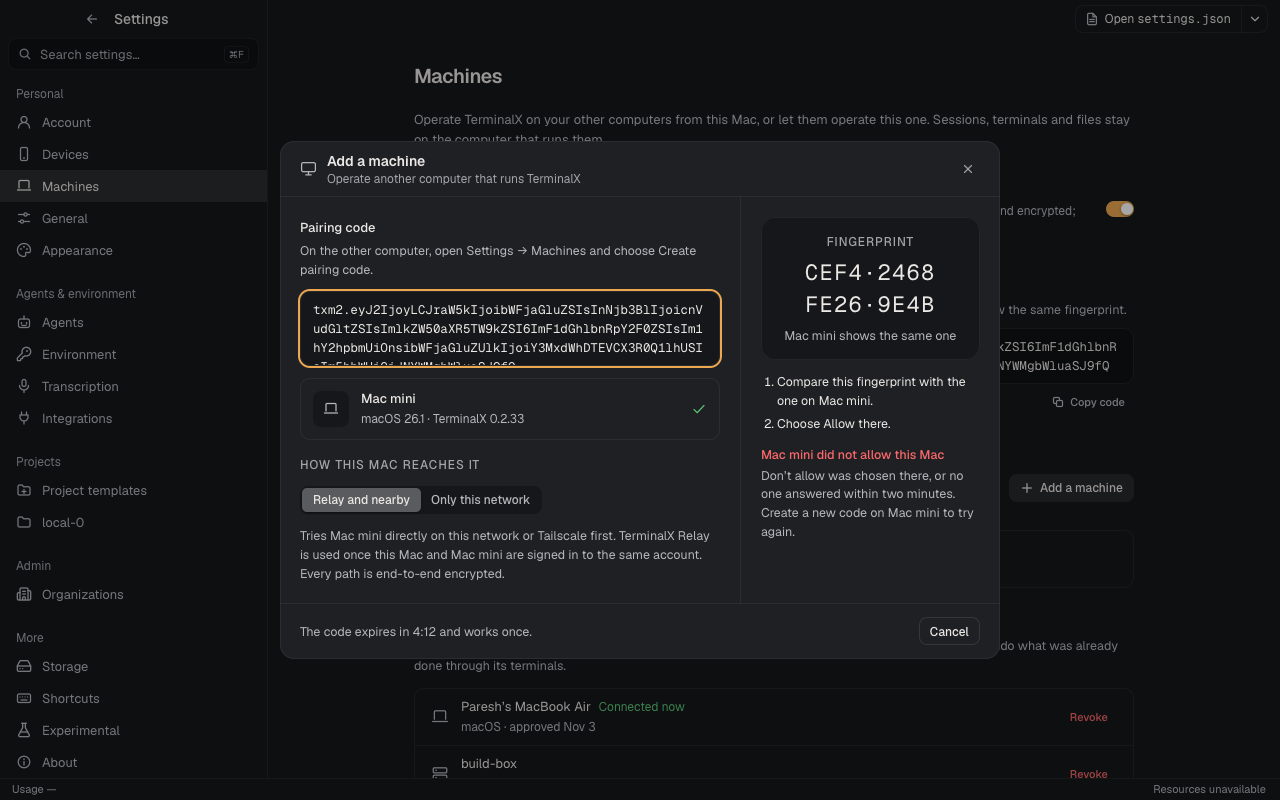 Settings
Open settings.json
Search settings…
⌘F
Personal
Account
Devices
Machines
General
Appearance
Agents & environment
Agents
Environment
Transcription
Integrations
Projects
Project templates
local-0
Admin
Organizations
More
Storage
Shortcuts
Experimental
About
Machines
Operate TerminalX on your other computers from this Mac, or let them operate this one. Sessions, terminals and files stay
on the computer that runs them.
nd encrypted;
the same fingerprint.
Copy code
Add a machine
do what was already
done through its terminals.
Paresh's MacBook Air Connected now
macOS · approved Nov 3
Revoke
build-box
Revoke
Add a machine
Operate another computer that runs TerminalX
Pairing code
On the other computer, open Settings → Machines and choose Create
pairing code.
txm2.eyJ2IjoyLCJraW5kIjoibWFjaGluZSIsInNjb3BlIjoicnV
udGltZSIsImlkZW50aXR5TW9kZSI6ImF1dGhlbnRpY2F0ZSIsIm1
hY2hpbmUiOnsibWFjaGluZUlkIjoiY3MxdWhDTEVCX3R0Q1lhUSI
Mac mini
macOS 26.1 · TerminalX 0.2.33
HOW THIS MAC REACHES IT
Relay and nearby
Only this network
Tries Mac mini directly on this network or Tailscale first. TerminalX Relay
is used once this Mac and Mac mini are signed in to the same account.
Every path is end-to-end encrypted.
FINGERPRINT
CEF4·2468
FE26·9E4B
Mac mini shows the same one
1. Compare this fingerprint with the
one on Mac mini.
2. Choose Allow there.
Mac mini did not allow this Mac
Don't allow was chosen there, or no
one answered within two minutes.
Create a new code on Mac mini to try
again.
The code expires in 4:12 and works once.
Cancel
Usage —
Resources unavailable